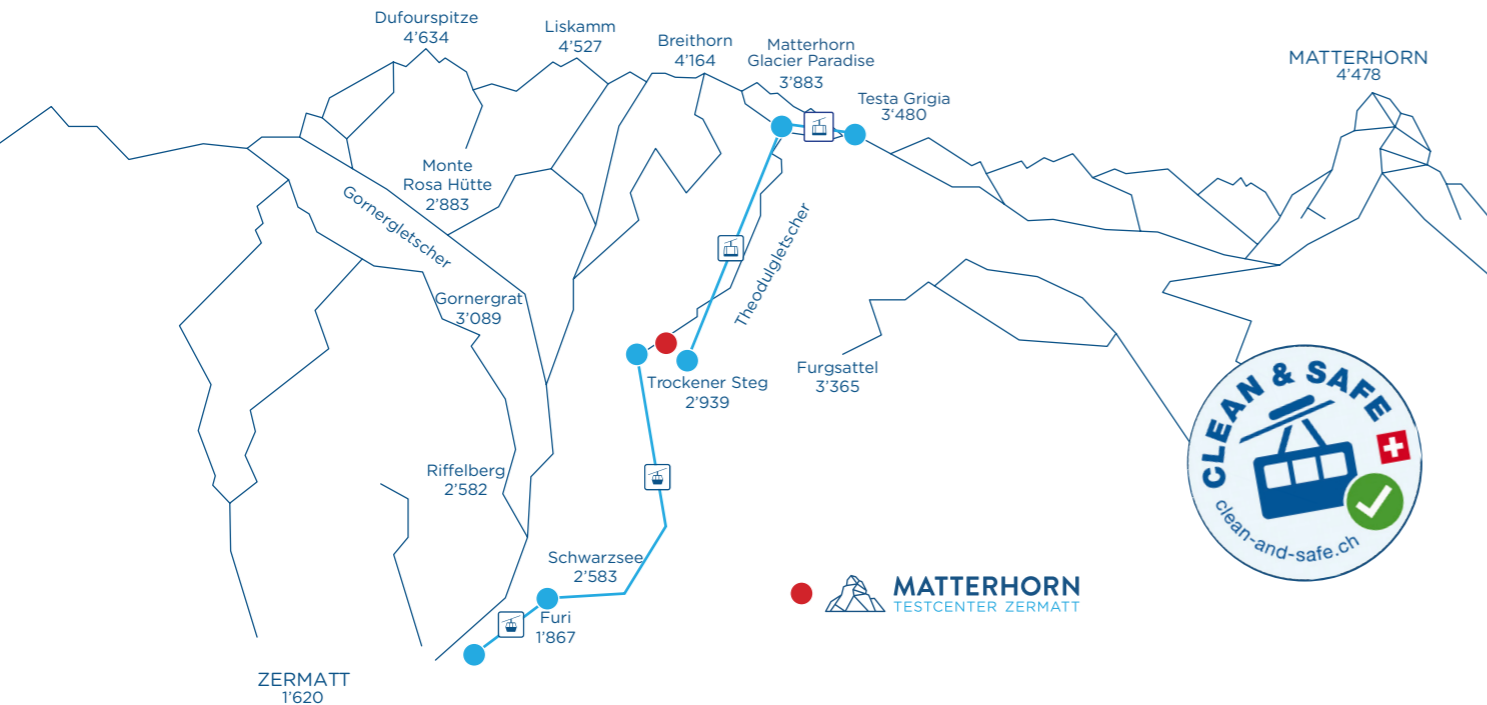 Dufourspitze
4’634
Liskamm
4’527
Breithorn
4’164
Matterhorn
Glacier Paradise
3’883
Testa Grigia
3‘480
MATTERHORN
4’478
Monte
Rosa Hütte
2’883
Gornergletscher
Theodulgletscher
Gornergrat
3’089
Trockener Steg
2’939
Furgsattel
3’365
Riffelberg
2’582
Schwarzsee
2’583
Furi
1’867
ZERMATT
1’620
MATTERHORN
TESTCENTER ZERMATT
CLEAN & SAFE
clean-and-safe.ch